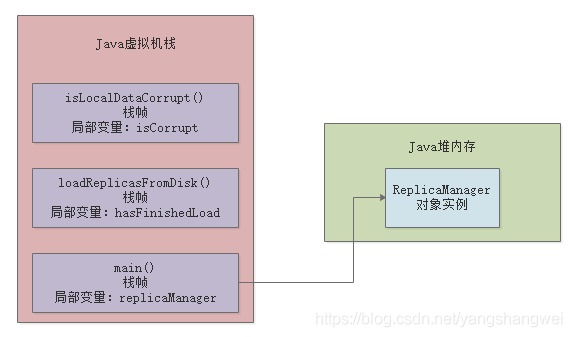 Java虚拟机栈
isLocalDataCorrupt()
栈帧
局部变量：isCorrupt
loadReplicasFromDisk()
栈帧
局部变量：hasFinishedLoad
main()
栈帧
局部变量：replicaManager
Java堆内存
ReplicaManager
对象实例
https://blog.csdn.net/yangshangwei